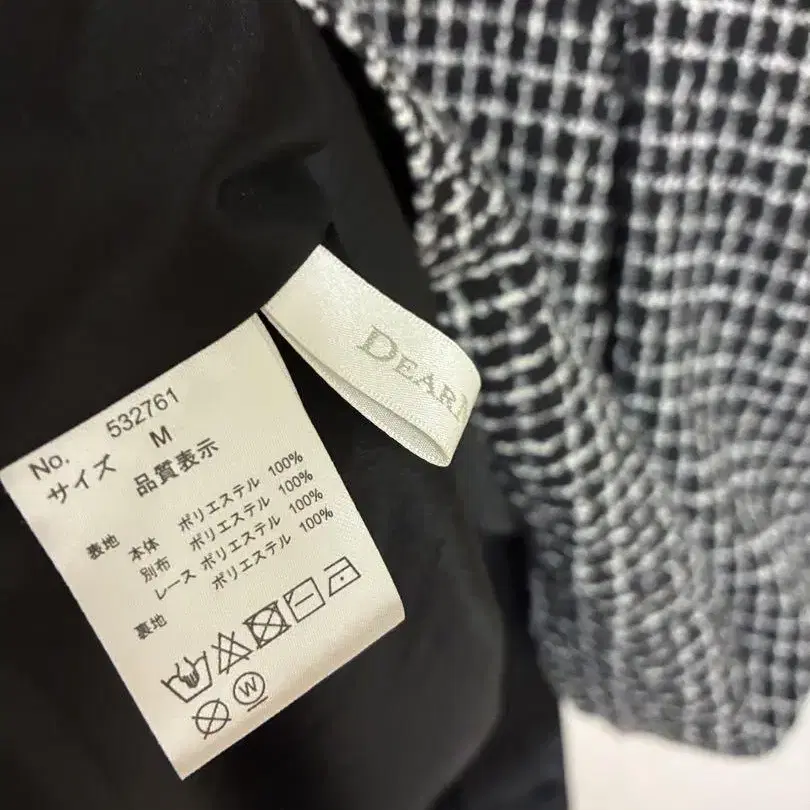 No. 532761
サイズ M
品質表示
表地 本体 ポリエステル 100%
別布 ポリエステル 100%
レース ポリエステル 100%
裏地 ポリエステル 100%
W
DEAR